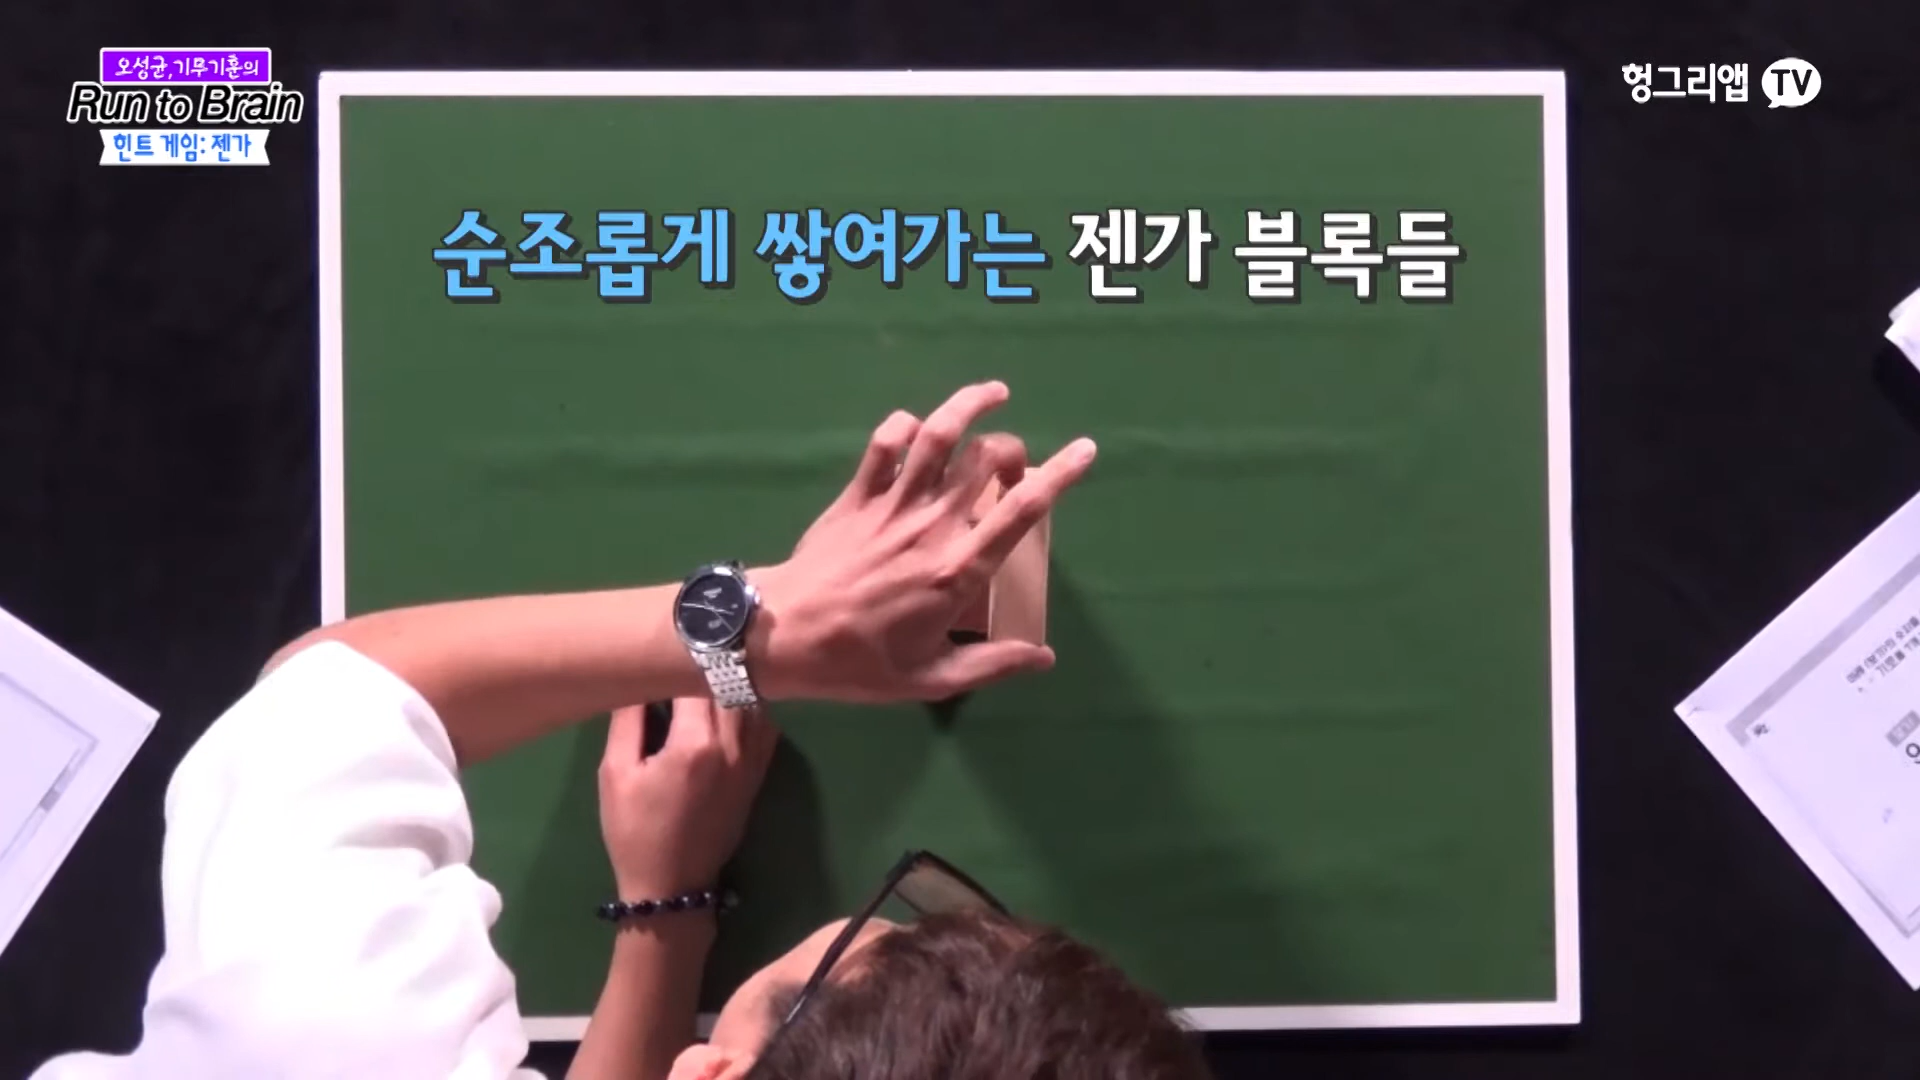 오성균,기무기훈의
Run to Brain
힌트 게임: 젠가
헝그리앱 TV
순조롭게 쌓여가는 젠가 블록들